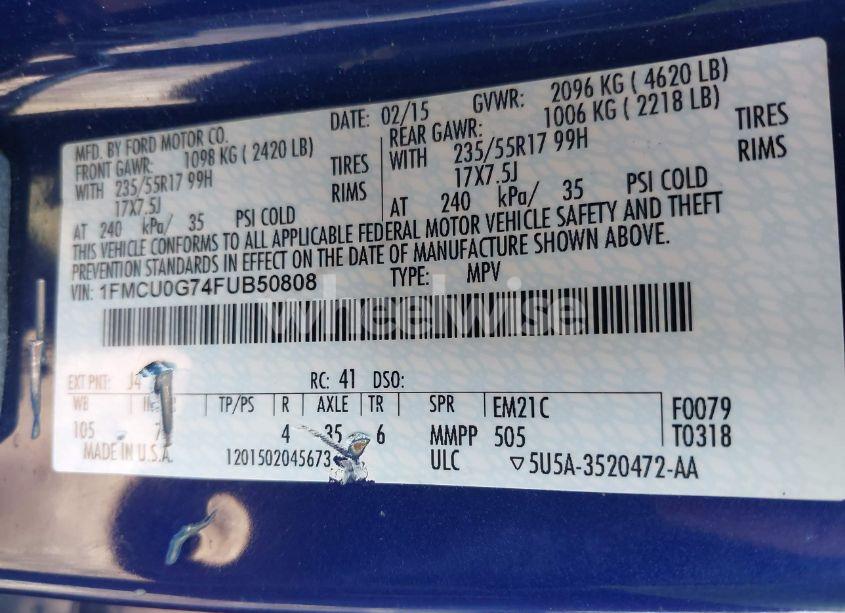 MFD. BY FORD MOTOR CO.
DATE: 02/15 GVWR: 2096 KG ( 4620 LB)
FRONT GAWR: 1098 KG ( 2420 LB)
WITH 235/55R17 99H TIRES
17X7.5J RIMS
AT 240 kPa/ 35 PSI COLD
REAR GAWR: 1006 KG ( 2218 LB)
WITH 235/55R17 99H TIRES
17X7.5J RIMS
AT 240 kPa/ 35 PSI COLD
THIS VEHICLE CONFORMS TO ALL APPLICABLE FEDERAL MOTOR VEHICLE SAFETY AND THEFT
PREVENTION STANDARDS IN EFFECT ON THE DATE OF MANUFACTURE SHOWN ABOVE.
VIN: 1FMCU0G74FUB50808 TYPE: MPV
wheelwise
EXT PNT: J4 RC: 41 DSO:
WB TP/PS R AXLE TR SPR EM21C F0079
105 4 35 6 MMPP 505 T0318
MADE IN U.S.A. 1201502045673 ULC ▽5U5A-3520472-AA